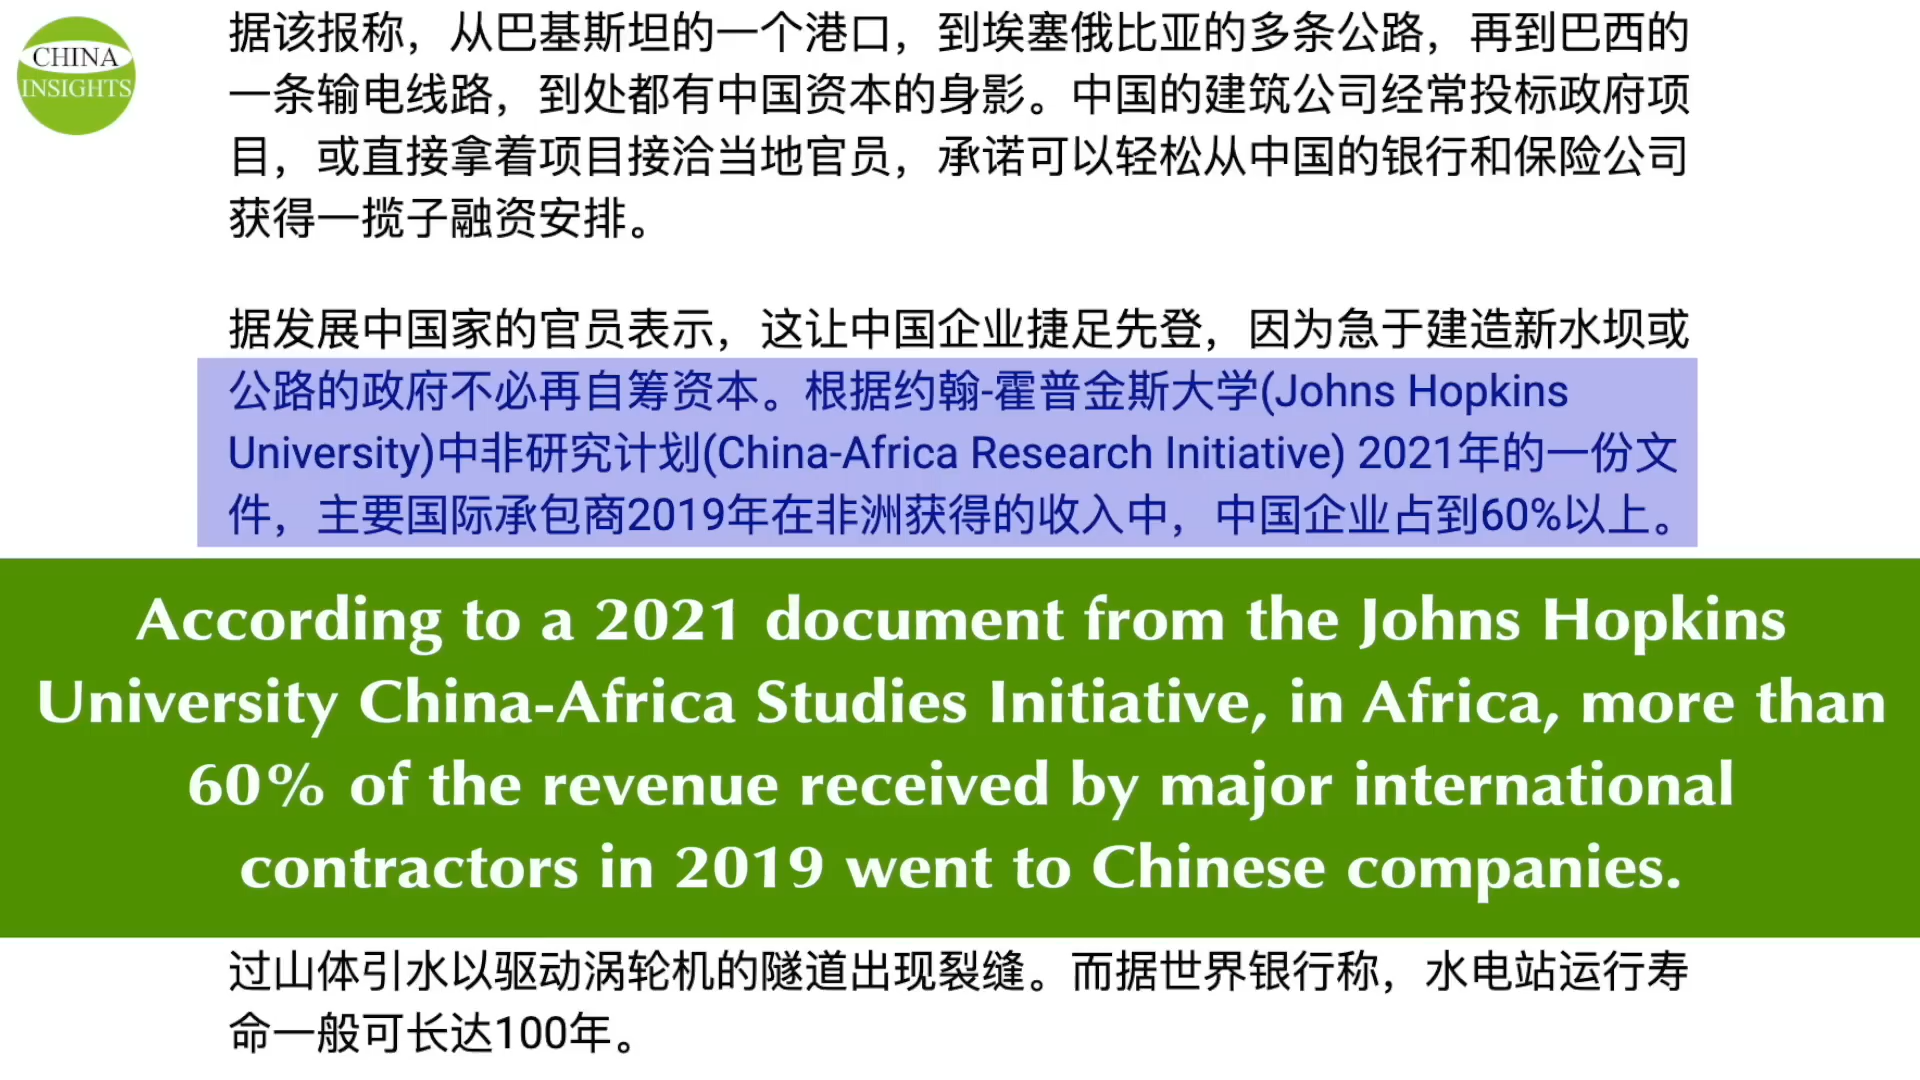 CHINA
INSIGHTS
据该报称，从巴基斯坦的一个港口，到埃塞俄比亚的多条公路，再到巴西的
一条输电线路，到处都有中国资本的身影。中国的建筑公司经常投标政府项
目，或直接拿着项目接洽当地官员，承诺可以轻松从中国的银行和保险公司
获得一揽子融资安排。
据发展中国家的官员表示，这让中国企业捷足先登，因为急于建造新水坝或
公路的政府不必再自筹资本。根据约翰-霍普金斯大学(Johns Hopkins
University)中非研究计划(China-Africa Research Initiative) 2021年的一份文
件，主要国际承包商2019年在非洲获得的收入中，中国企业占到60%以上。
According to a 2021 document from the Johns Hopkins
University China-Africa Studies Initiative, in Africa, more than
60% of the revenue received by major international
contractors in 2019 went to Chinese companies.
过山体引水以驱动涡轮机的隧道出现裂缝。而据世界银行称，水电站运行寿
命一般可长达100年。